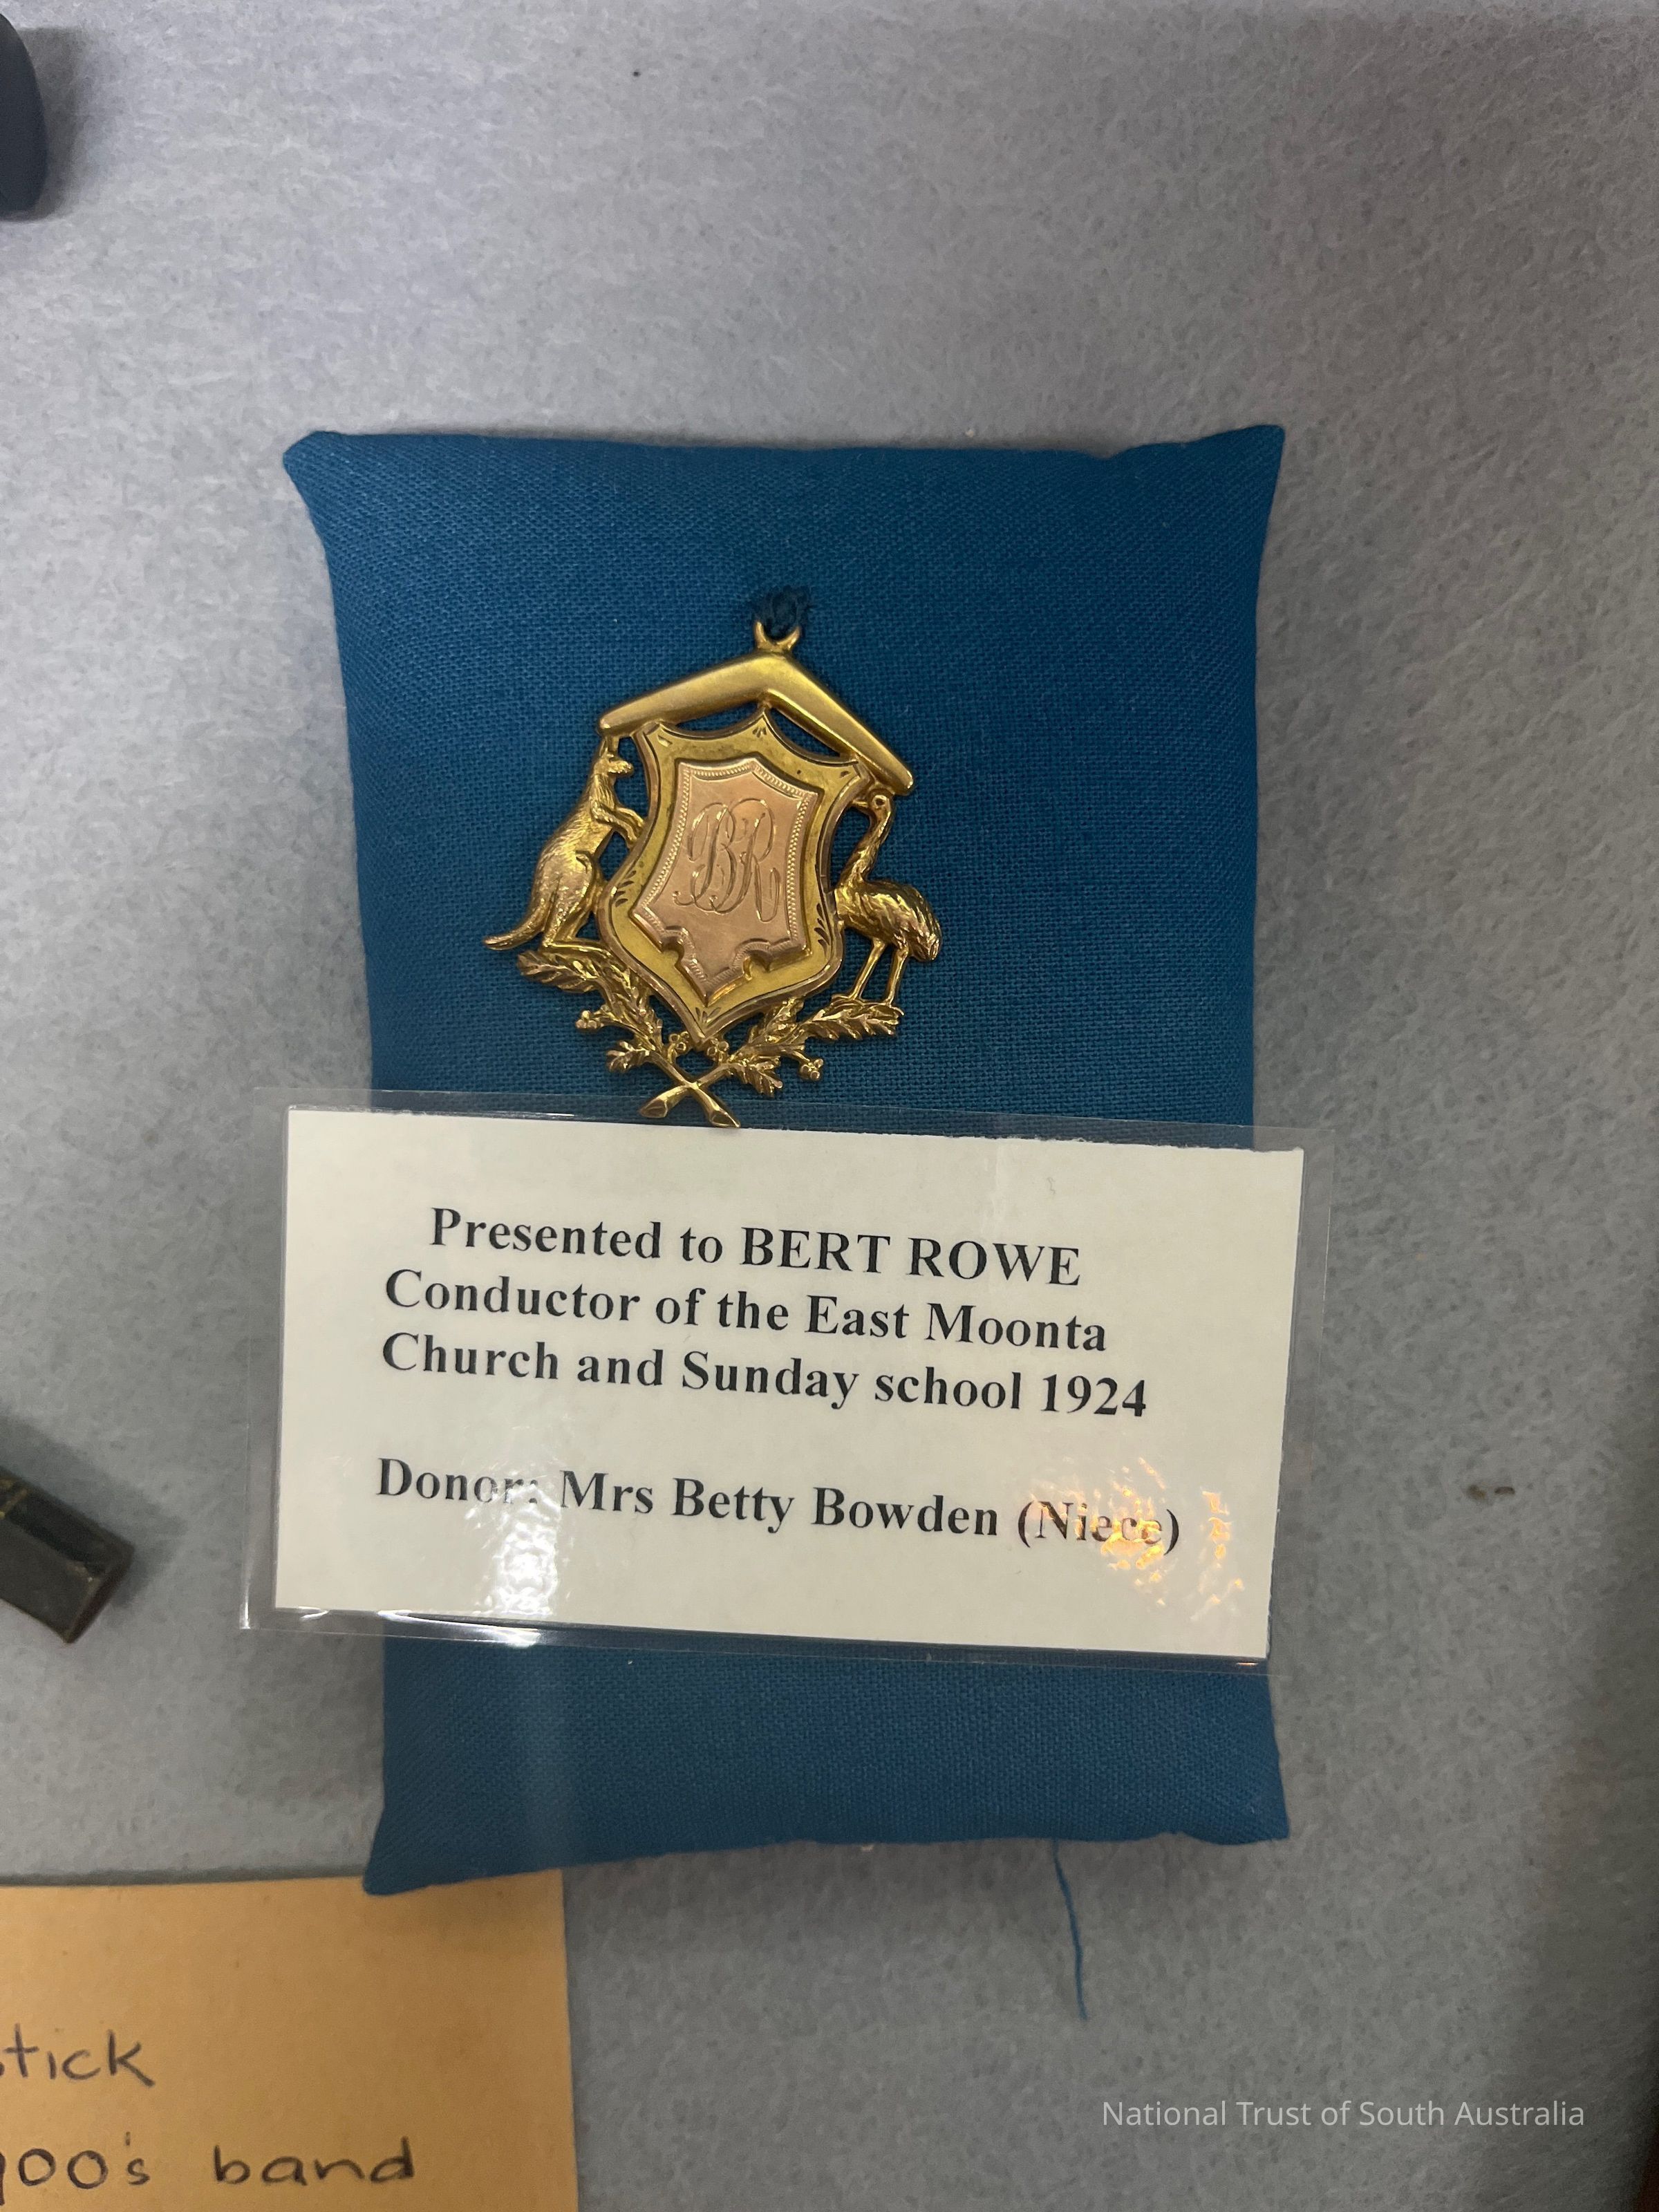 BR
Presented to BERT ROWE
Conductor of the East Moonta
Church and Sunday school 1924
Donor: Mrs Betty Bowden (Niece)
stick
900's band
National Trust of South Australia